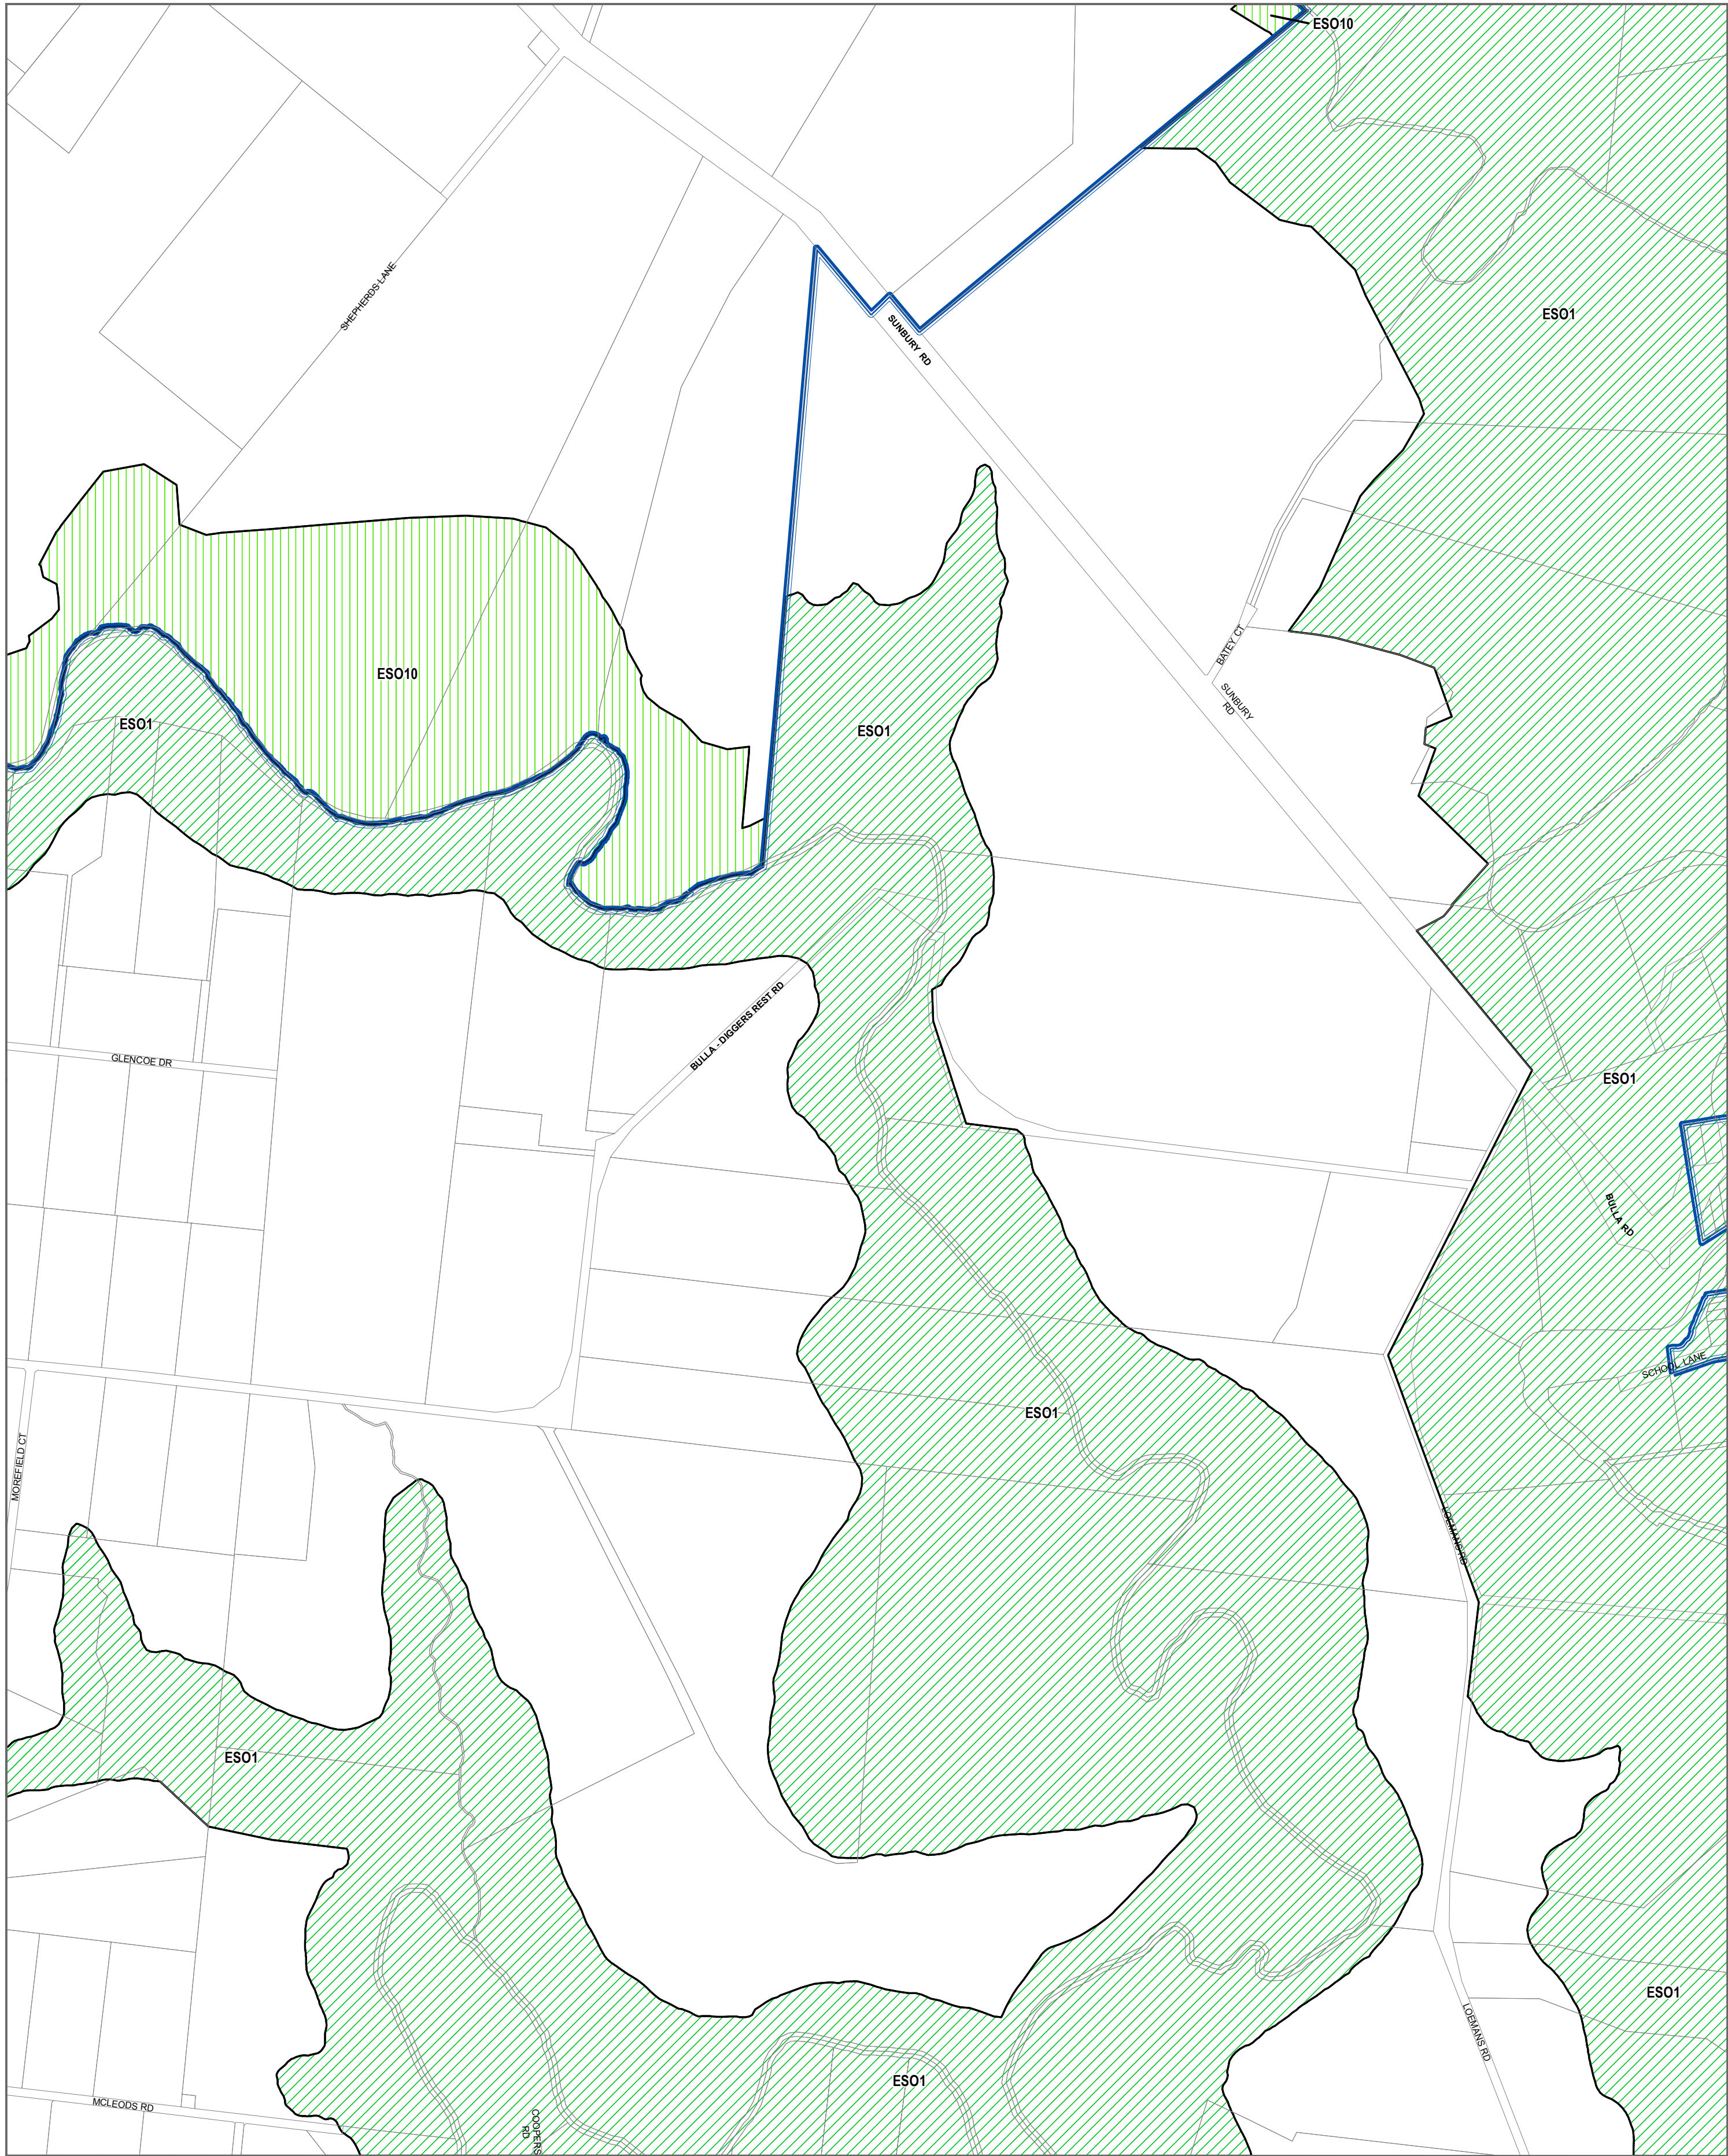 ESO10
SHEPHERDS LANE
SUNBURY RD
ESO1
BATEY CT
SUNBURY
RD
ESO10
ESO1
ESO1
BULLA - DIGGERS REST RD
GLENCOE DR
ESO1
BULLA RD
SCHOOL LANE
ESO1
MOREFIELD CT
LOEMANS RD
ESO1
ESO1
LOEMANS RD
ESO1
MCLEODS RD
COOPERS
RD